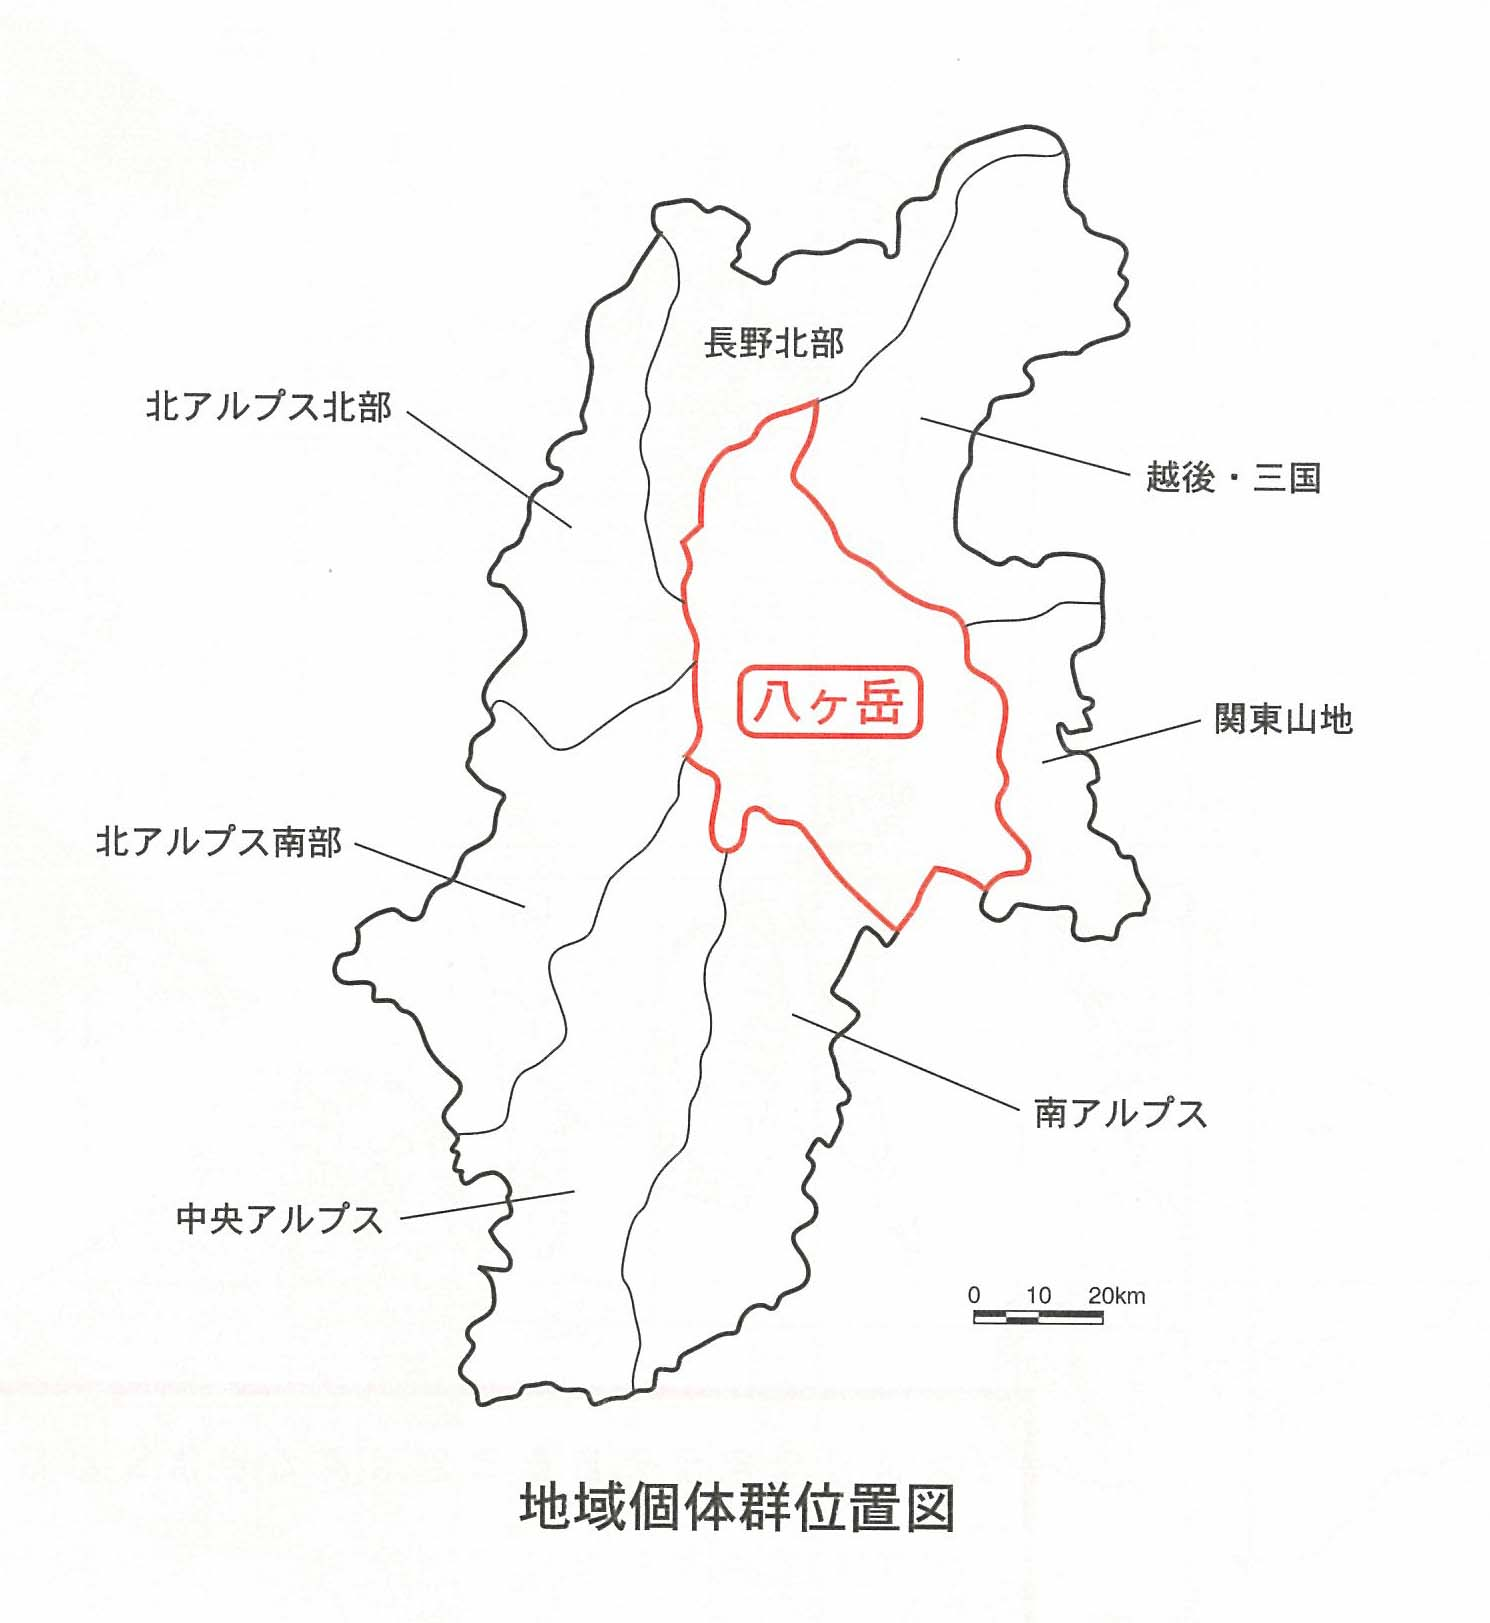 長野北部
北アルプス北部
越後・三国
八ヶ岳
関東山地
北アルプス南部
南アルプス
中央アルプス
0 10 20km
地域個体群位置図